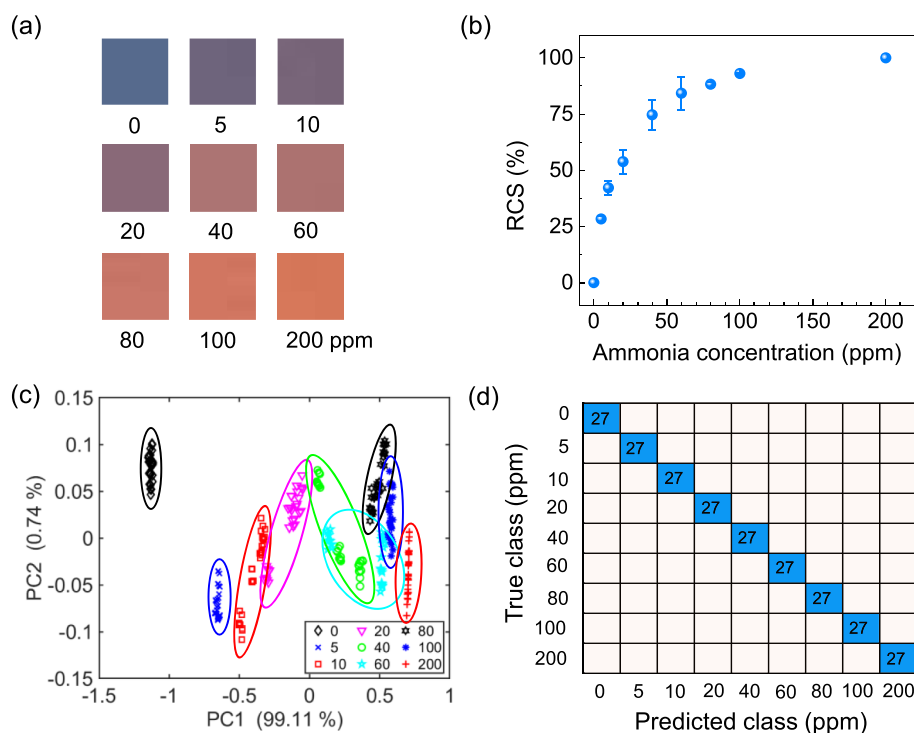 (a)
0 5 10
20 40 60
80 100 200 ppm
(b)
RCS (%)
100
75
50
25
0
0 50 100 150 200
Ammonia concentration (ppm)
(c)
PC2 (0.74 %)
0.15
0.1
0.05
0
-0.05
-0.1
0.15
-1.5 -1 -0.5 0 0.5 1
PC1 (99.11 %)
0 20 80
5 40 100
10 60 200
(d)
True class (ppm)
0 27
5 27
10 27
20 27
40 27
60 27
80 27
100 27
200 27
0 5 10 20 40 60 80 100 200
Predicted class (ppm)